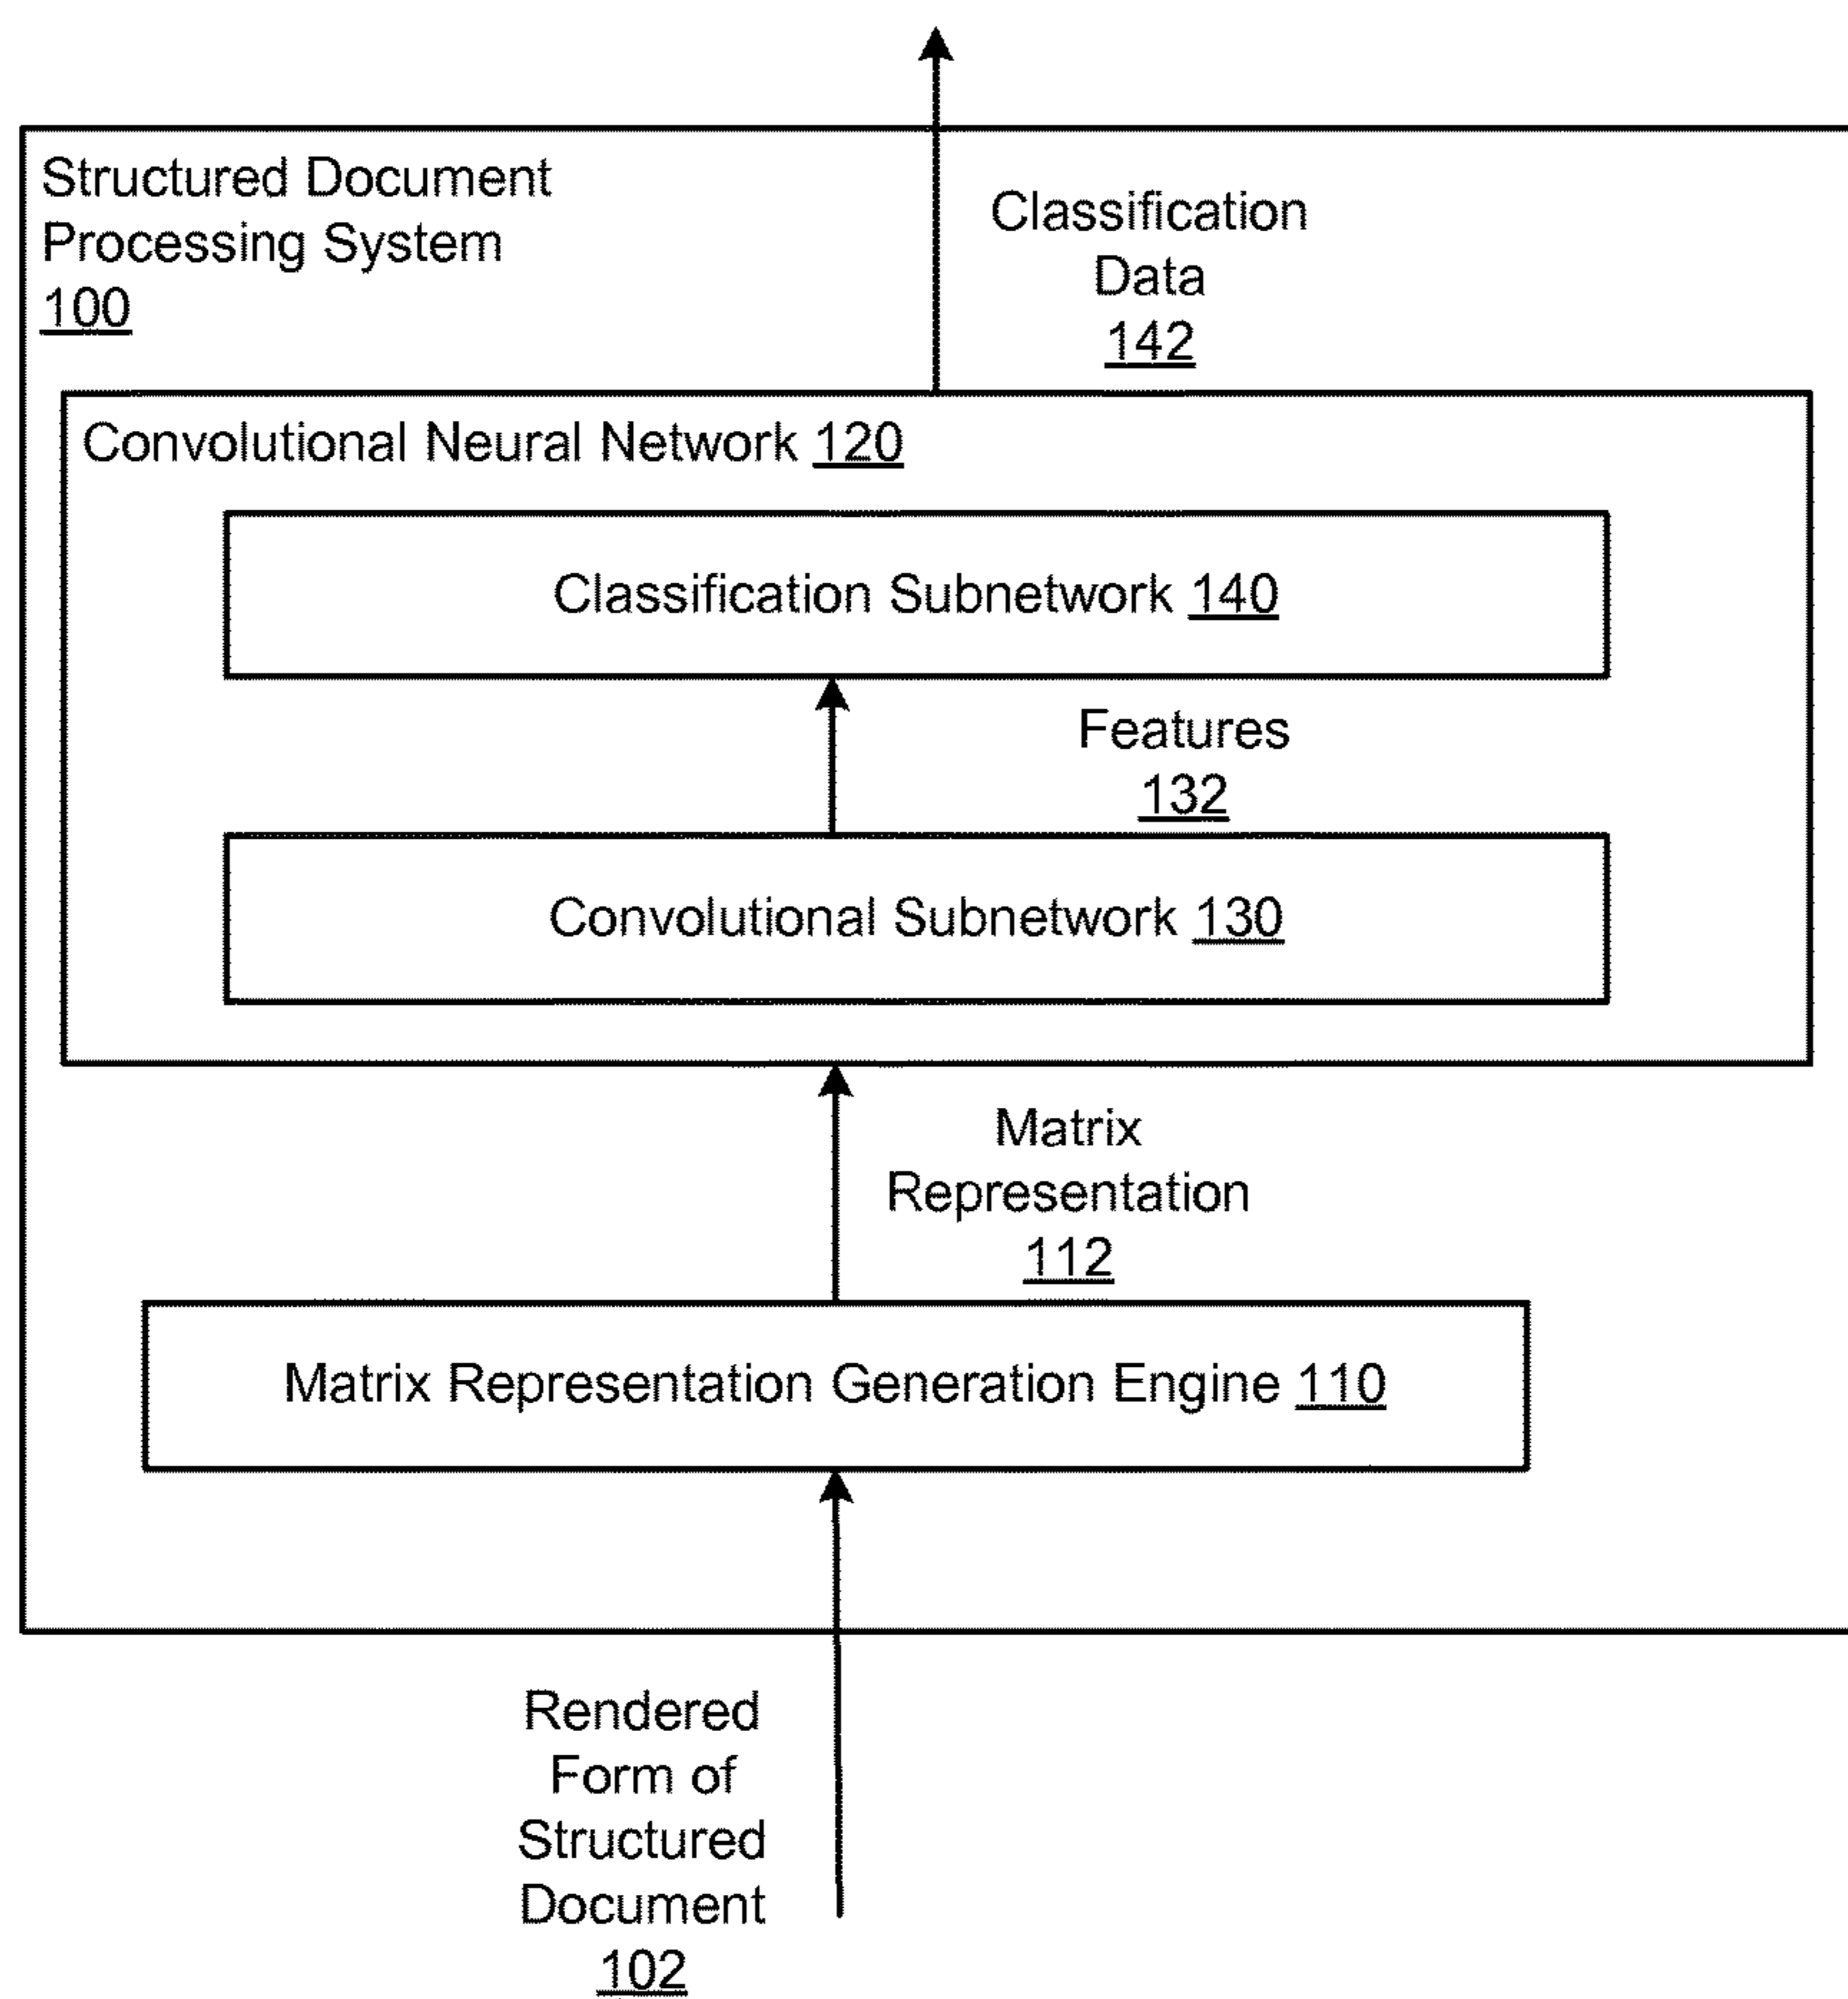 Structured Document
Processing System
100
Classification
Data
142
Convolutional Neural Network 120
Classification Subnetwork 140
Features
132
Convolutional Subnetwork 130
Matrix
Representation
112
Matrix Representation Generation Engine 110
Rendered
Form of
Structured
Document
102